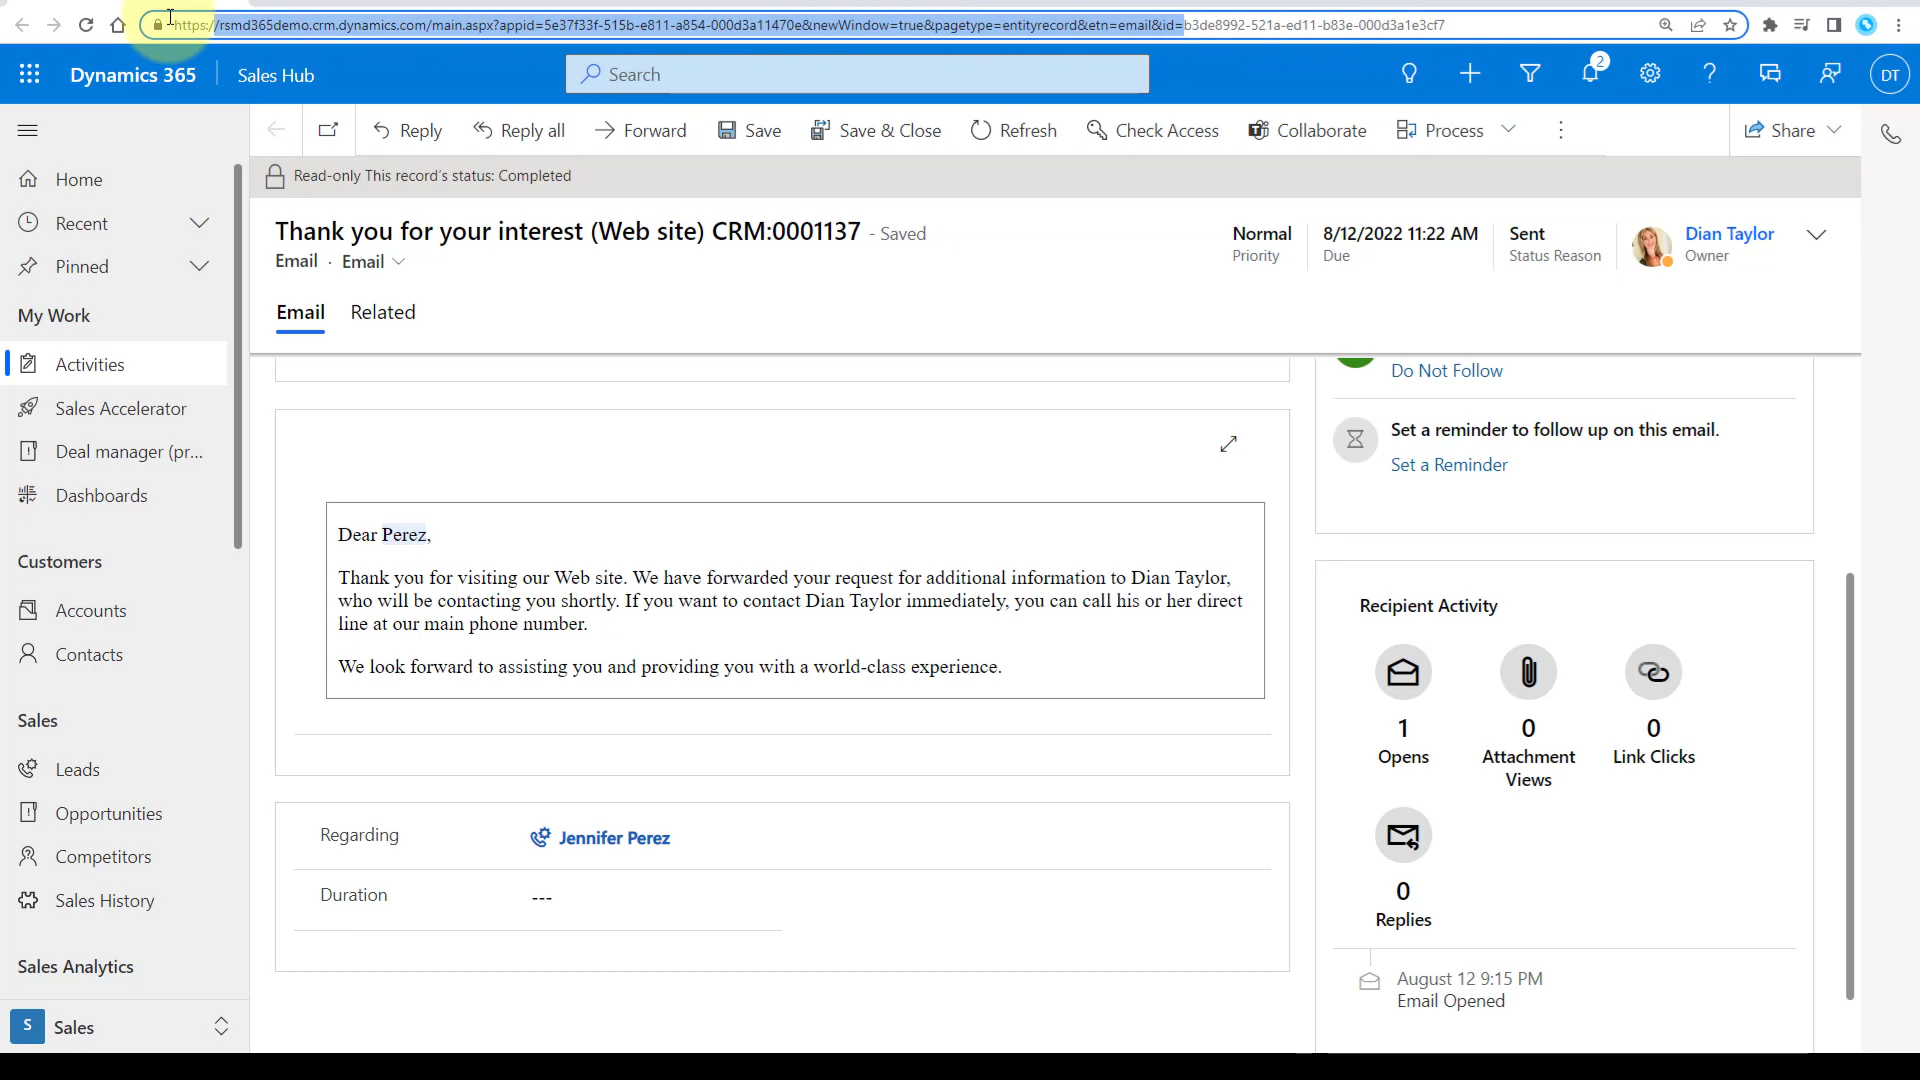 https://rsmd365demo.crm.dynamics.com/main.aspx?appid=5e37f33f-515b-e811-a854-000d3a11470e&newWindow=true&pagetype=entityrecord&etn=email&id=b3de8992-521a-ed11-b83e-000d3a1e3cf7
Dynamics 365
Sales Hub
Search
2
DT
Reply
Reply all
Forward
Save
Save & Close
Refresh
Check Access
Collaborate
Process
Share
Home
Recent
Pinned
My Work
Activities
Sales Accelerator
Deal manager (pr...
Dashboards
Customers
Accounts
Contacts
Sales
Leads
Opportunities
Competitors
Sales History
Sales Analytics
S
Sales
Read-only This record's status: Completed
Thank you for your interest (Web site) CRM:0001137 - Saved
Email · Email
Normal
Priority
8/12/2022 11:22 AM
Due
Sent
Status Reason
Dian Taylor
Owner
Email
Related
Dear Perez,
Thank you for visiting our Web site. We have forwarded your request for additional information to Dian Taylor,
who will be contacting you shortly. If you want to contact Dian Taylor immediately, you can call his or her direct
line at our main phone number.
We look forward to assisting you and providing you with a world-class experience.
Regarding
Jennifer Perez
Duration
---
Do Not Follow
Set a reminder to follow up on this email.
Set a Reminder
Recipient Activity
1
Opens
0
Attachment
Views
0
Link Clicks
0
Replies
August 12 9:15 PM
Email Opened